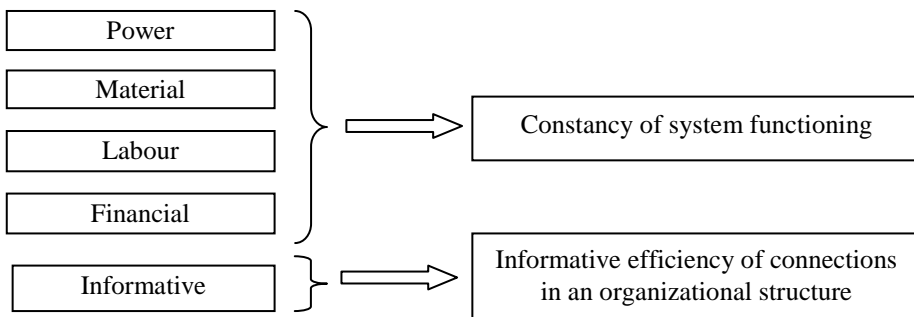 Power
Material
Labour
Financial
Informative
Constancy of system functioning
Informative efficiency of connections
in an organizational structure